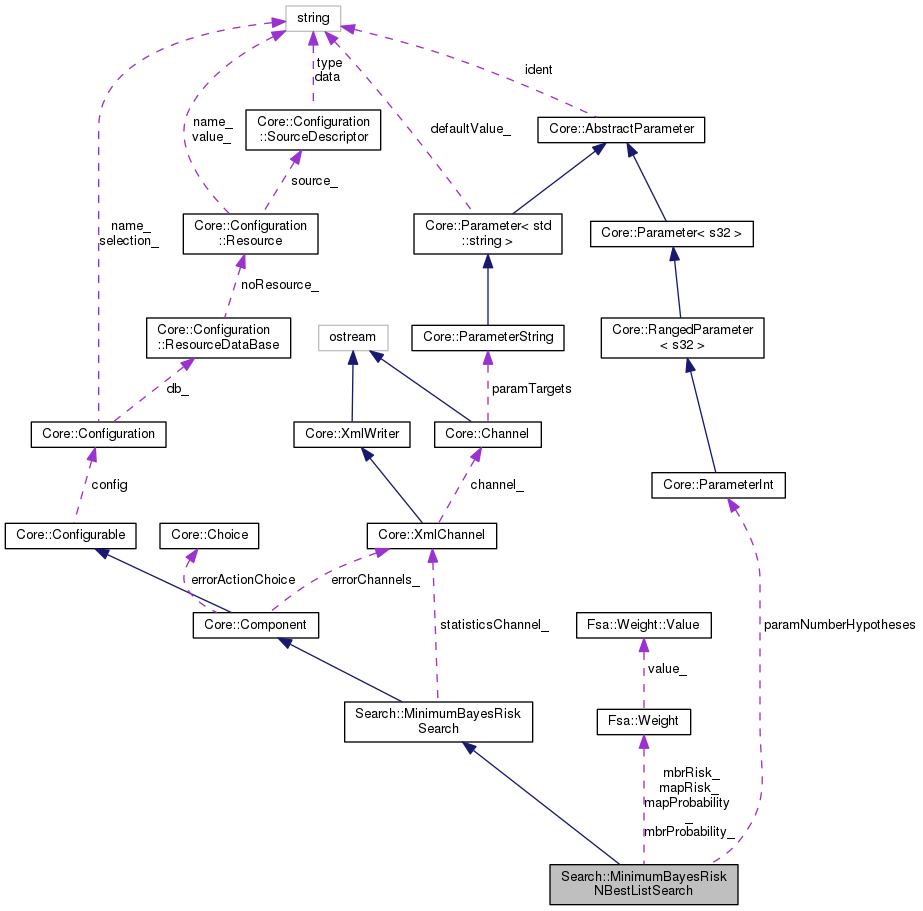 string
type
data
ident
name_
value_
Core::Configuration
::SourceDescriptor
defaultValue_
Core::AbstractParameter
source_
name_
selection_
Core::Configuration
::Resource
Core::Parameter< std
::string >
Core::Parameter< s32 >
noResource_
Core::Configuration
::ResourceDataBase
ostream
Core::ParameterString
Core::RangedParameter
< s32 >
db_
paramTargets
Core::Configuration
Core::XmlWriter
Core::Channel
config
channel_
Core::ParameterInt
Core::Configurable
Core::Choice
Core::XmlChannel
errorActionChoice
errorChannels_
Core::Component
statisticsChannel_
Fsa::Weight::Value
paramNumberHypotheses
value_
Search::MinimumBayesRisk
Search
Fsa::Weight
mbrRisk_
mapRisk_
mapProbability
_
mbrProbability_
Search::MinimumBayesRisk
NBestListSearch